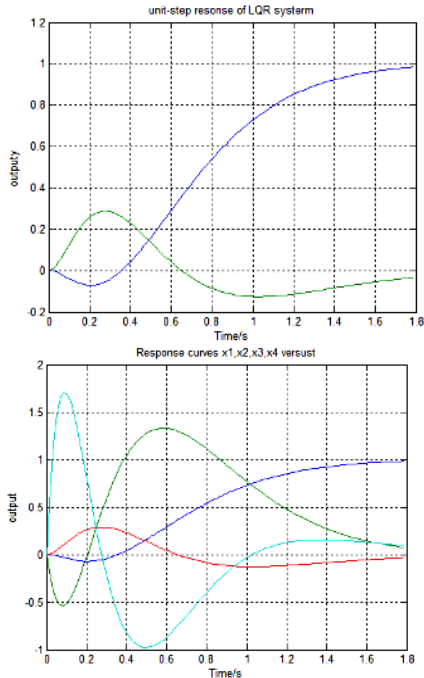 unit-step resonse of LQR systerm
1.2
1
0.8
0.6
0.4
0.2
0
-0.2
outputy
0 0.2 0.4 0.6 0.8 1 1.2 1.4 1.6 1.8
Time/s
Response curves x1,x2,x3,x4 versust
2
1.5
1
0.5
0
-0.5
-1
output
0 0.2 0.4 0.6 0.8 1 1.2 1.4 1.6 1.8
Time/s